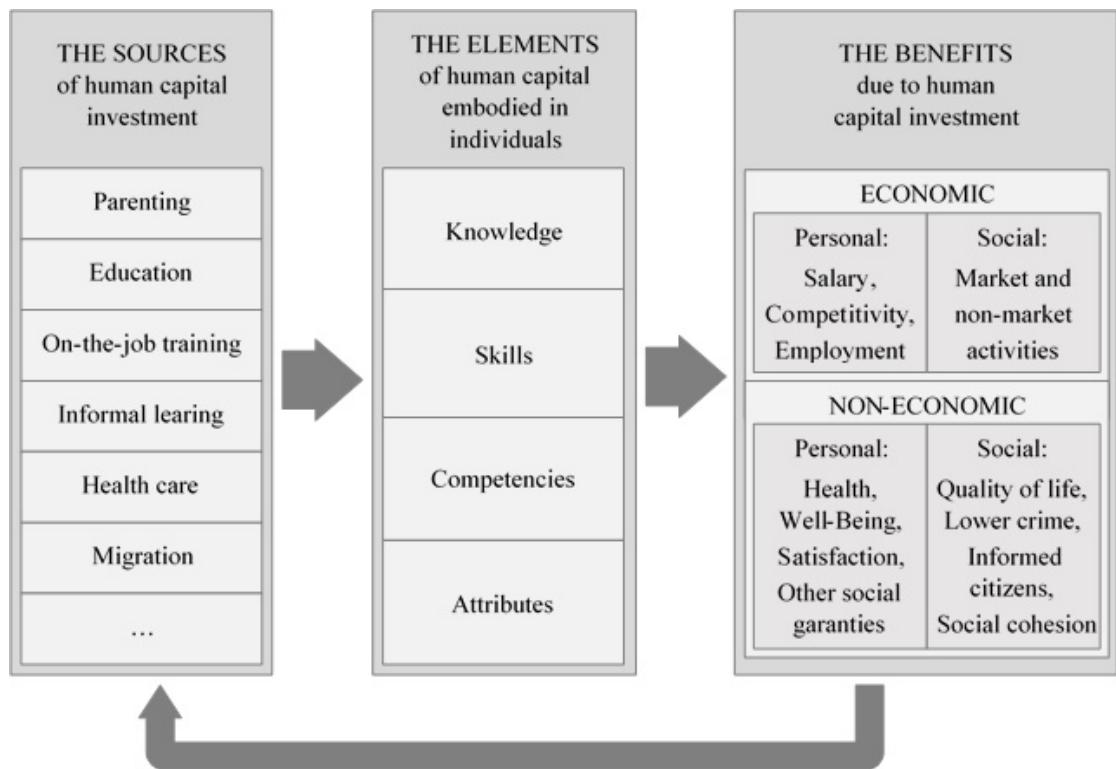 THE SOURCES
of human capital
investment
Parenting
Education
On-the-job training
Informal learing
Health care
Migration
...
THE ELEMENTS
of human capital
embodied in
individuals
Knowledge
Skills
Competencies
Attributes
THE BENEFITS
due to human
capital investment
ECONOMIC
Personal:
Salary,
Competitivity,
Employment
Social:
Market and
non-market
activities
NON-ECONOMIC
Personal:
Health,
Well-Being,
Satisfaction,
Other social
garanties
Social:
Quality of life,
Lower crime,
Informed
citizens,
Social cohesion